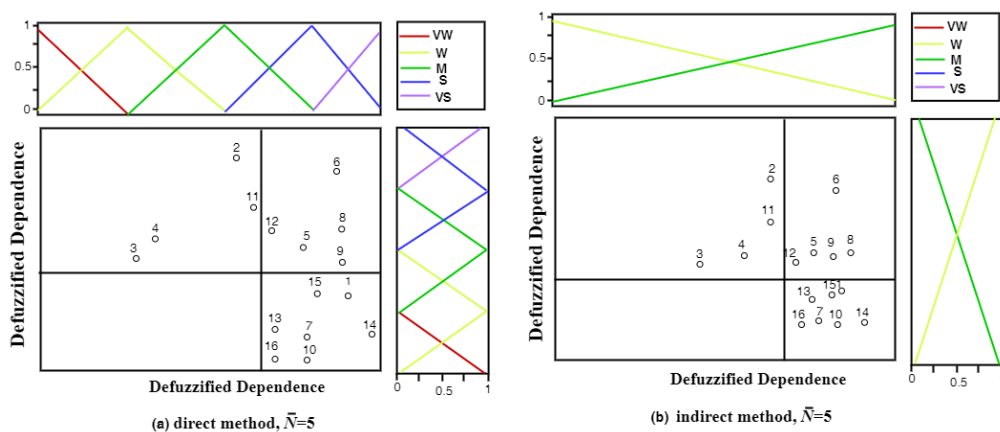 1
0.5
0
VW
W
M
S
VS
Defuzzified Dependence
2
6
11
8
12
4
5
3
9
15
1
13
7
14
16
10
Defuzzified Dependence
0
0.5
1
(a) direct method, N̄=5
1
0.5
0
VW
W
M
S
VS
Defuzzified Dependence
2
6
11
4
3
12
5
9
8
13
151
16
7
10
14
Defuzzified Dependence
0
0.5
1
(b) indirect method, N̄=5